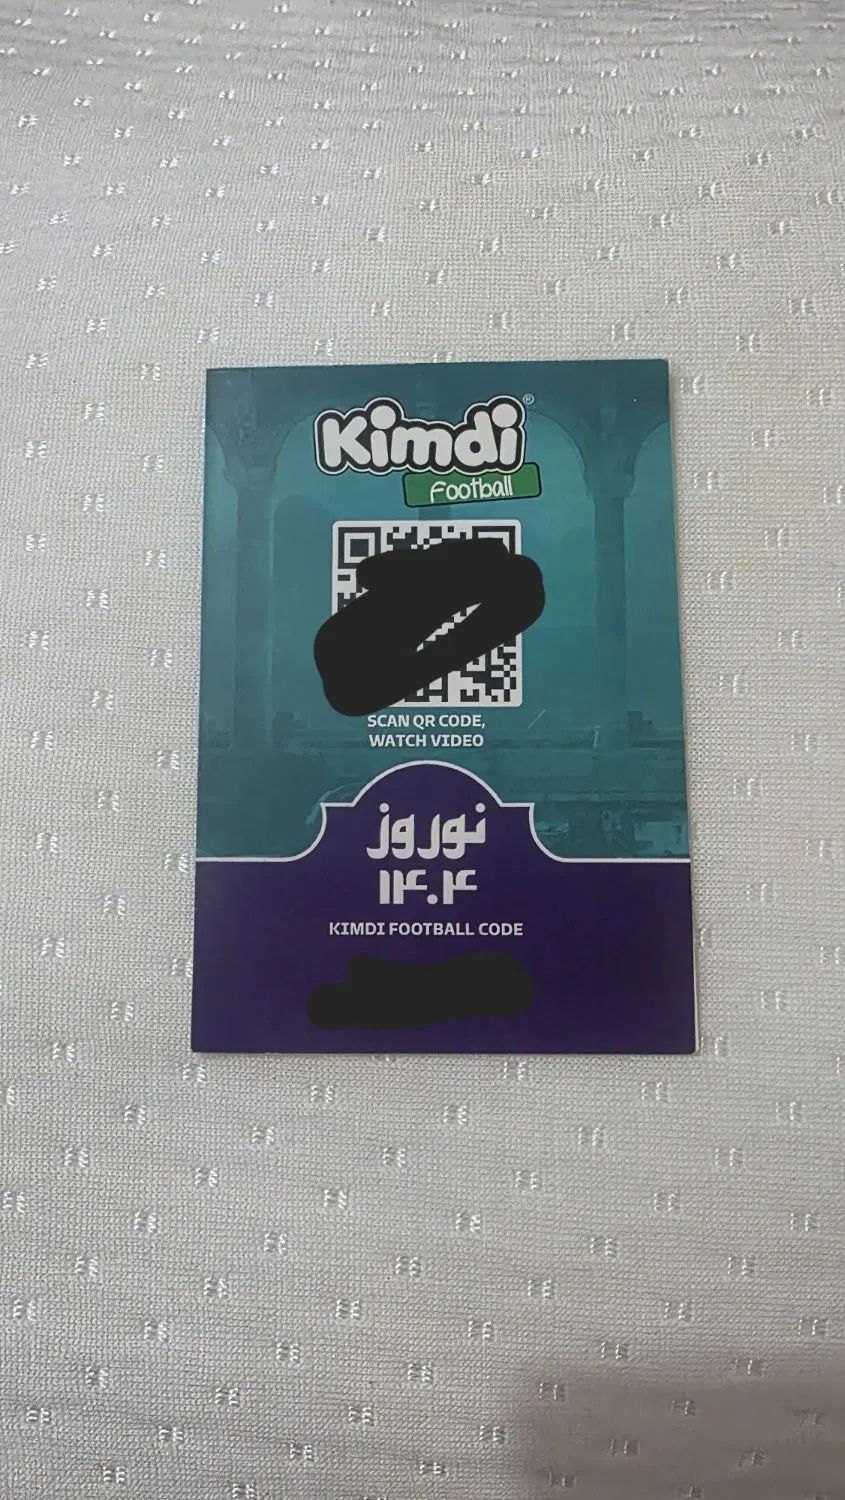 Kimdi®
Football
SCAN QR CODE,
WATCH VIDEO
نوروز
۱۴۰۴
KIMDI FOOTBALL CODE